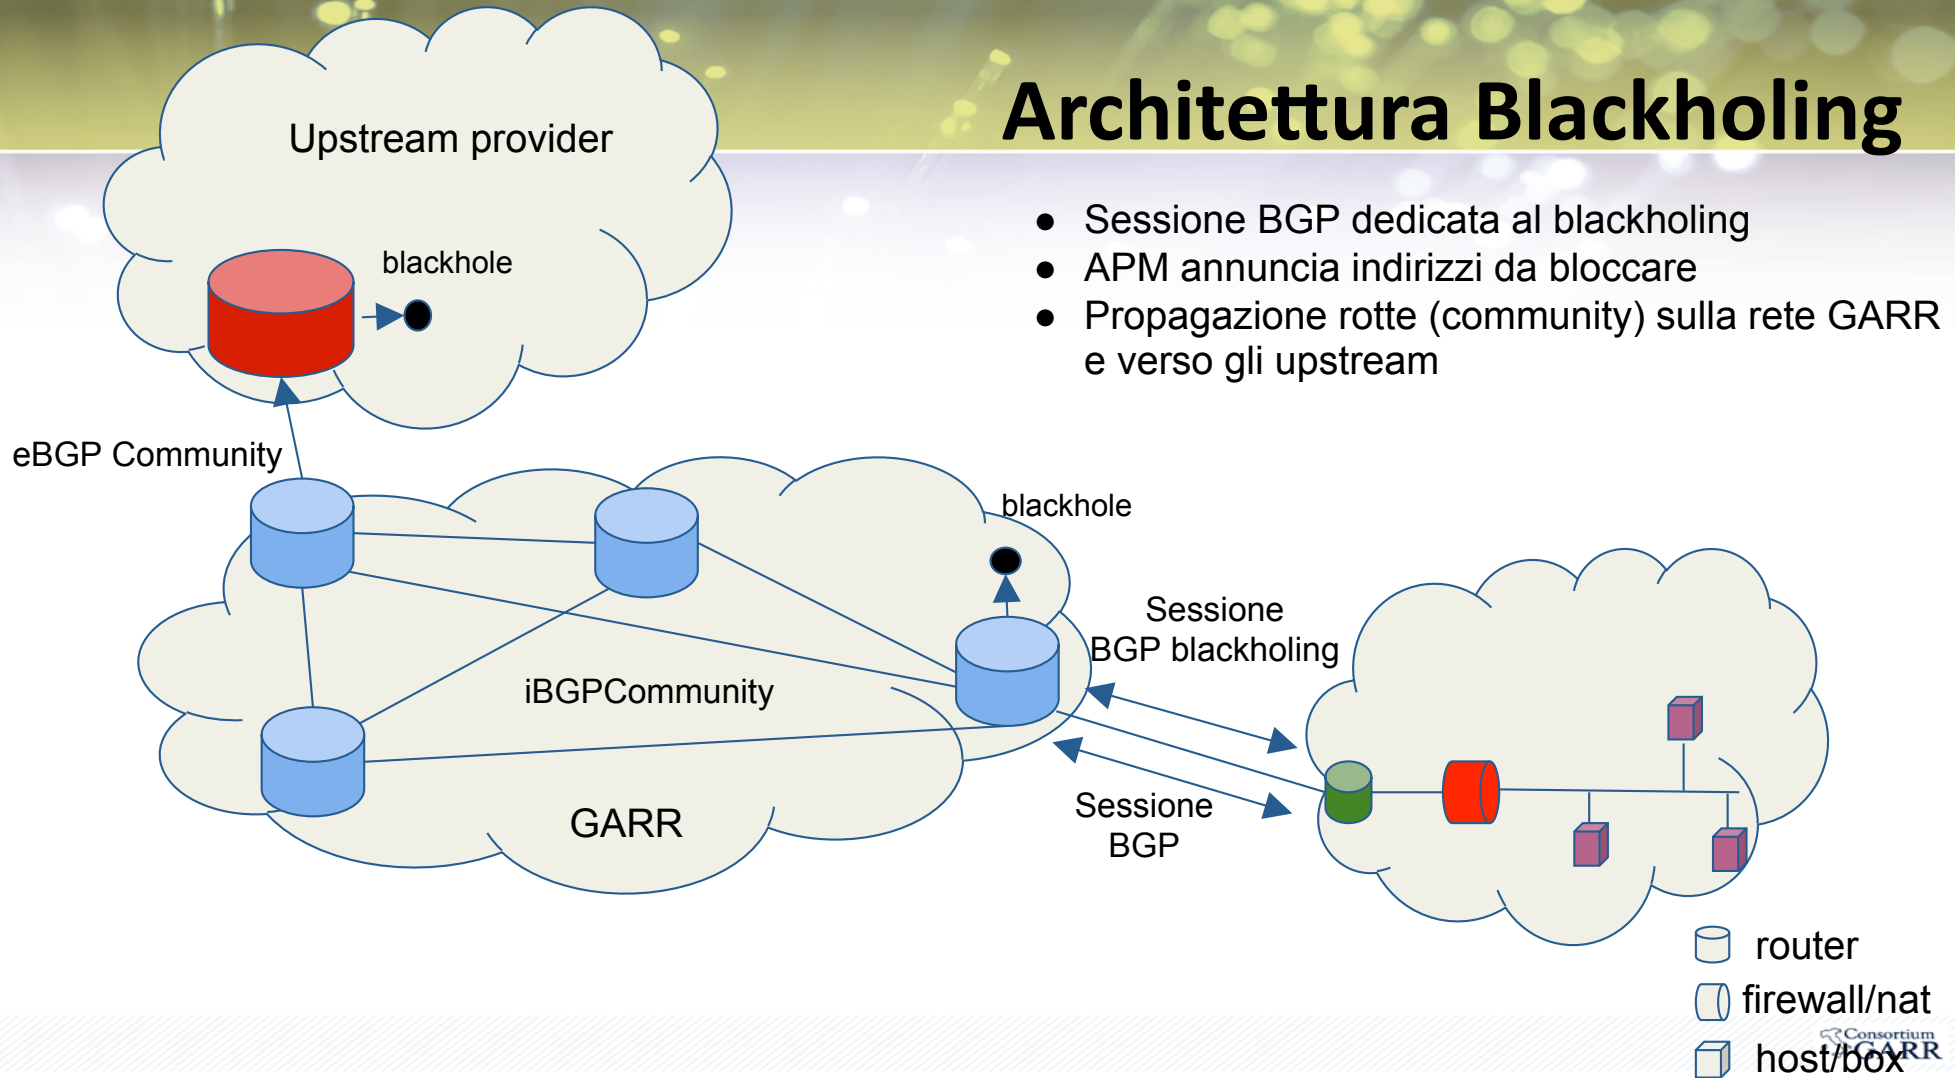 Architettura Blackholing
Upstream provider
blackhole
● Sessione BGP dedicata al blackholing
● APM annuncia indirizzi da bloccare
● Propagazione rotte (community) sulla rete GARR
e verso gli upstream
eBGP Community
blackhole
Sessione
BGP blackholing
iBGPCommunity
GARR
Sessione
BGP
router
firewall/nat
host/box
Consortium
GARR